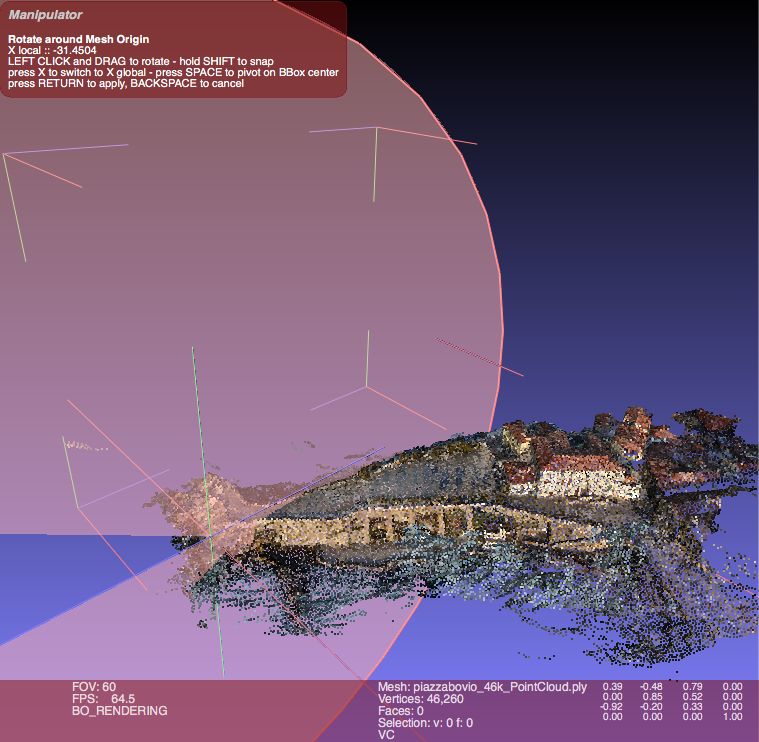 Manipulator
Rotate around Mesh Origin
X local :: -31.4504
LEFT CLICK and DRAG to rotate - hold SHIFT to snap
press X to switch to X global - press SPACE to pivot on BBox center
press RETURN to apply, BACKSPACE to cancel
FOV: 60
FPS: 64.5
BO_RENDERING
Mesh: piazzabovio_46k_PointCloud.ply
Vertices: 46,260
Faces: 0
Selection: v: 0 f: 0
VC
0.39 -0.48 0.79 0.00
0.00 0.85 0.52 0.00
-0.92 -0.20 0.33 0.00
0.00 0.00 0.00 1.00